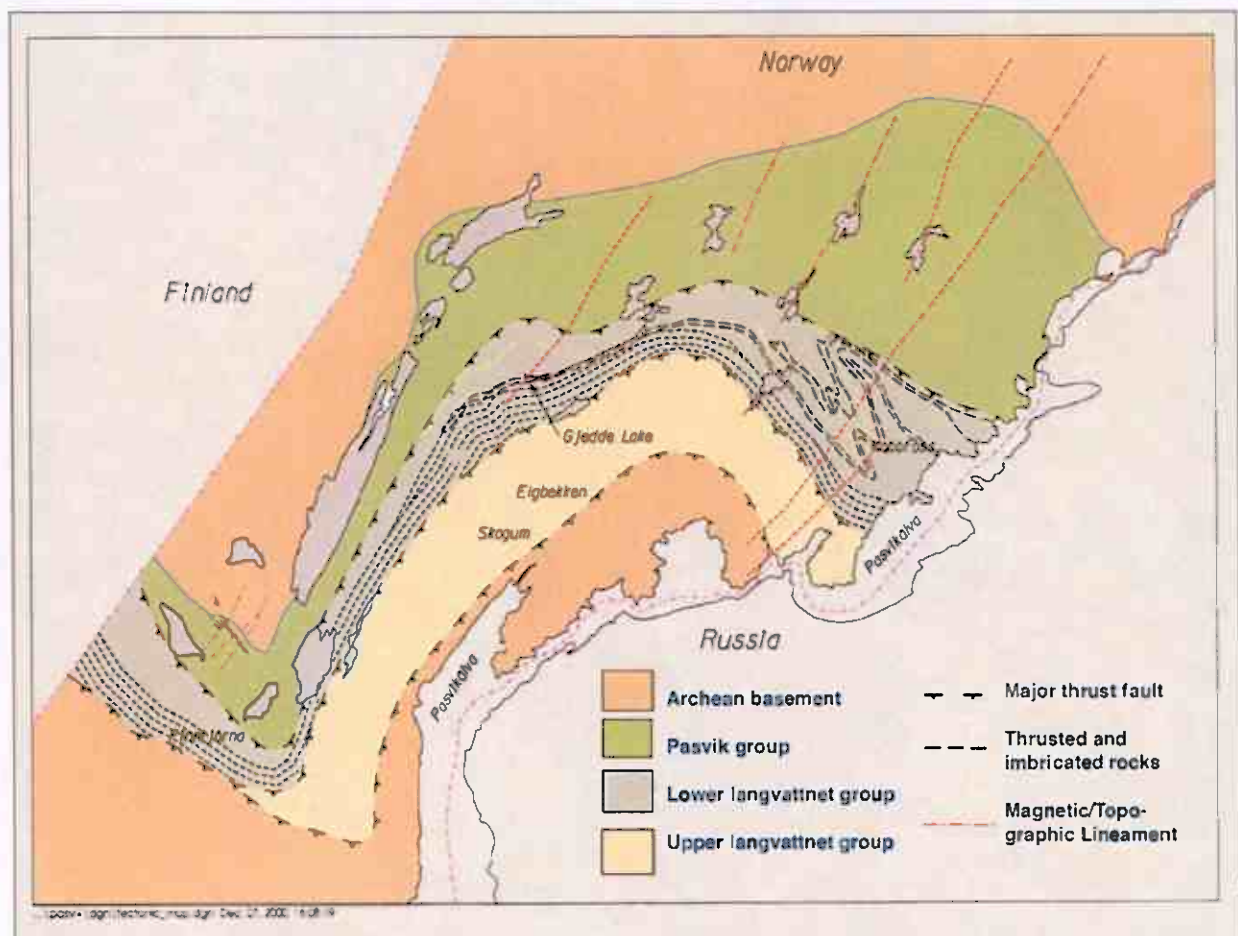 Norway
Finland
Gjedde Lake
Eigbekken
Skogum
Pasvikelva
Russia
Pasvikelva
Archean basement
Pasvik group
Lower langvattnet group
Upper langvattnet group
Major thrust fault
Thrusted and
imbricated rocks
Magnetic/Topo-
graphic Lineament